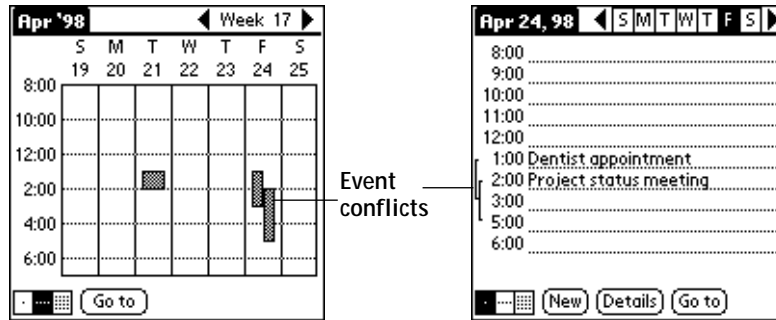 Apr '98 Week 17
S M T W T F S
19 20 21 22 23 24 25
8:00
10:00
12:00
2:00
4:00
6:00
Go to
Event
conflicts
Apr 24, 98 S M T W T F S
8:00
9:00
10:00
11:00
12:00
1:00 Dentist appointment
2:00 Project status meeting
3:00
5:00
6:00
New Details Go to